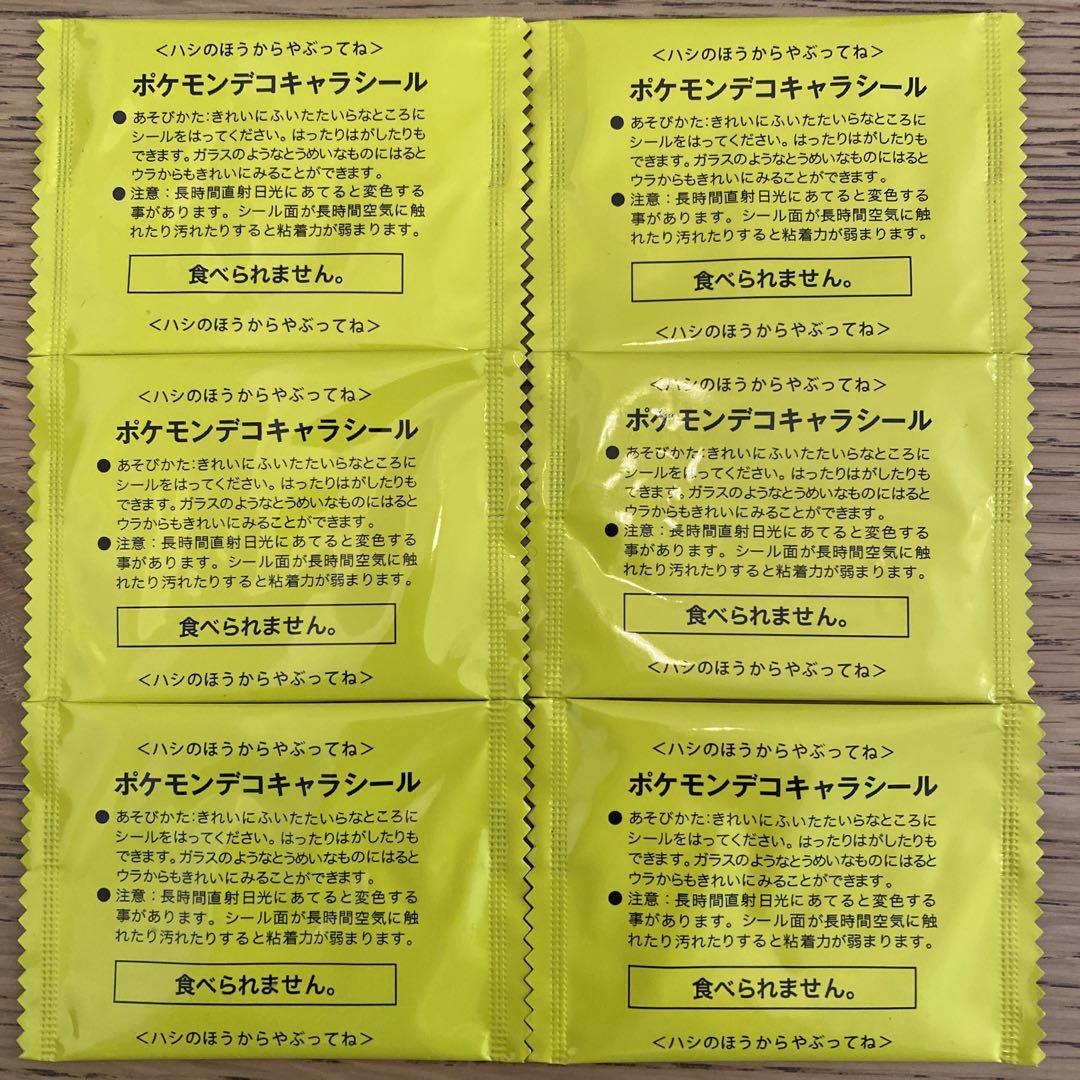 <ハシのほうからやぶってね>
ポケモンデコキャラシール
●あそびかた:きれいにふいたたいらなところに
シールをはってください。はったりはがしたりも
できます。ガラスのようなとうめいなものにはると
ウラからもきれいにみることができます。
●注意:長時間直射日光にあてると変色する
事があります。シール面が長時間空気に触
れたり汚れたりすると粘着力が弱まります。
食べられません。
<ハシのほうからやぶってね>
<ハシのほうからやぶってね>
ポケモンデコキャラシール
●あそびかた:きれいにふいたたいらなところに
シールをはってください。はったりはがしたりも
できます。ガラスのようなとうめいなものにはると
ウラからもきれいにみることができます。
●注意:長時間直射日光にあてると変色する
事があります。シール面が長時間空気に触
れたり汚れたりすると粘着力が弱まります。
食べられません。
<ハシのほうからやぶってね>
<ハシのほうからやぶってね>
ポケモンデコキャラシール
●あそびかた:きれいにふいたたいらなところに
シールをはってください。はったりはがしたりも
できます。ガラスのようなとうめいなものにはると
ウラからもきれいにみることができます。
●注意:長時間直射日光にあてると変色する
事があります。シール面が長時間空気に触
れたり汚れたりすると粘着力が弱まります。
食べられません。
<ハシのほうからやぶってね>
<ハシのほうからやぶってね>
ポケモンデコキャラシール
●あそびかた:きれいにふいたたいらなところに
シールをはってください。はったりはがしたりも
できます。ガラスのようなとうめいなものにはると
ウラからもきれいにみることができます。
●注意:長時間直射日光にあてると変色する
事があります。シール面が長時間空気に触
れたり汚れたりすると粘着力が弱まります。
食べられません。
<ハシのほうからやぶってね>
<ハシのほうからやぶってね>
ポケモンデコキャラシール
●あそびかた:きれいにふいたたいらなところに
シールをはってください。はったりはがしたりも
できます。ガラスのようなとうめいなものにはると
ウラからもきれいにみることができます。
●注意:長時間直射日光にあてると変色する
事があります。シール面が長時間空気に触
れたり汚れたりすると粘着力が弱まります。
食べられません。
<ハシのほうからやぶってね>
<ハシのほうからやぶってね>
ポケモンデコキャラシール
●あそびかた:きれいにふいたたいらなところに
シールをはってください。はったりはがしたりも
できます。ガラスのようなとうめいなものにはると
ウラからもきれいにみることができます。
●注意:長時間直射日光にあてると変色する
事があります。シール面が長時間空気に触
れたり汚れたりすると粘着力が弱まります。
食べられません。
<ハシのほうからやぶってね>